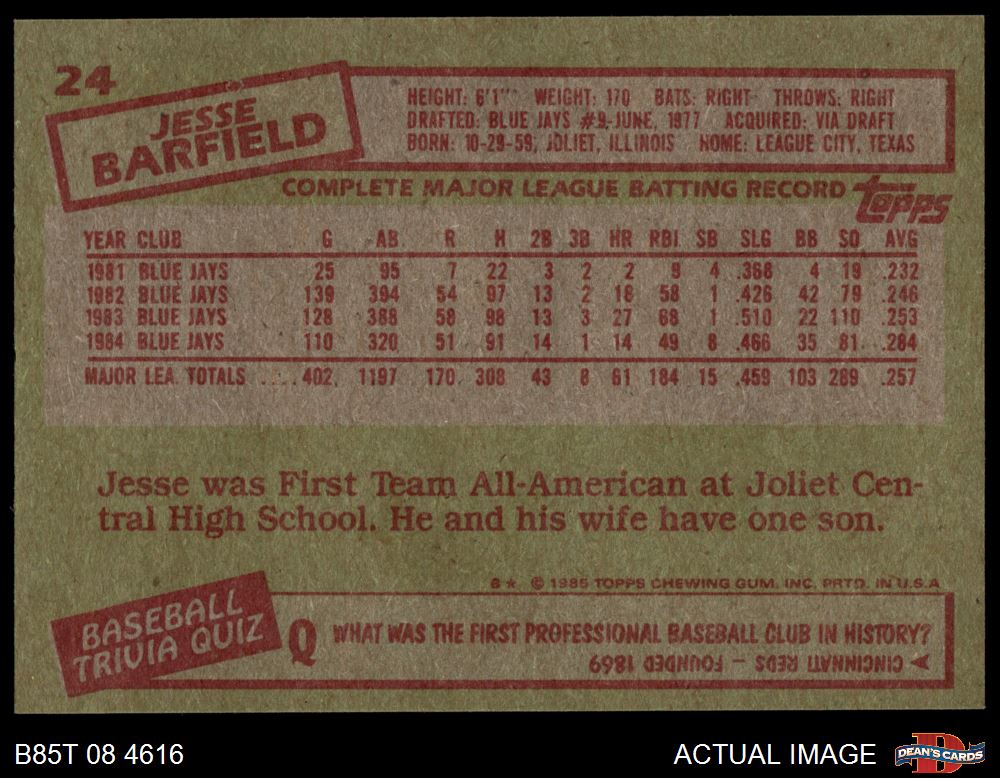 24
JESSE
BARFIELD
HEIGHT: 6'1" WEIGHT: 170 BATS: RIGHT THROWS: RIGHT
DRAFTED: BLUE JAYS #9-JUNE, 1977 ACQUIRED: VIA DRAFT
BORN: 10-29-59, JOLIET, ILLINOIS HOME: LEAGUE CITY, TEXAS
COMPLETE MAJOR LEAGUE BATTING RECORD topps
YEAR CLUB G AB R H 2B 3B HR RBI SB SLG BB SO AVG
1981 BLUE JAYS 25 95 7 22 3 2 2 9 4 .368 4 19 .232
1982 BLUE JAYS 139 394 54 97 13 2 18 58 1 .426 42 79 .246
1983 BLUE JAYS 128 388 58 98 13 3 27 68 1 .510 22 110 .253
1984 BLUE JAYS 110 320 51 91 14 1 14 49 8 .466 35 81 .284
MAJOR LEA. TOTALS .... 402 1197 170 308 43 8 61 184 15 .459 103 289 .257
Jesse was First Team All-American at Joliet Cen-
tral High School. He and his wife have one son.
6★ © 1985 TOPPS CHEWING GUM, INC. PRTD. IN U.S.A
BASEBALL
TRIVIA QUIZ
Q WHAT WAS THE FIRST PROFESSIONAL BASEBALL CLUB IN HISTORY?
A CINCINNATI REDS – FOUNDED 1869
B85T 08 4616
ACTUAL IMAGE
DEAN'S CARDS